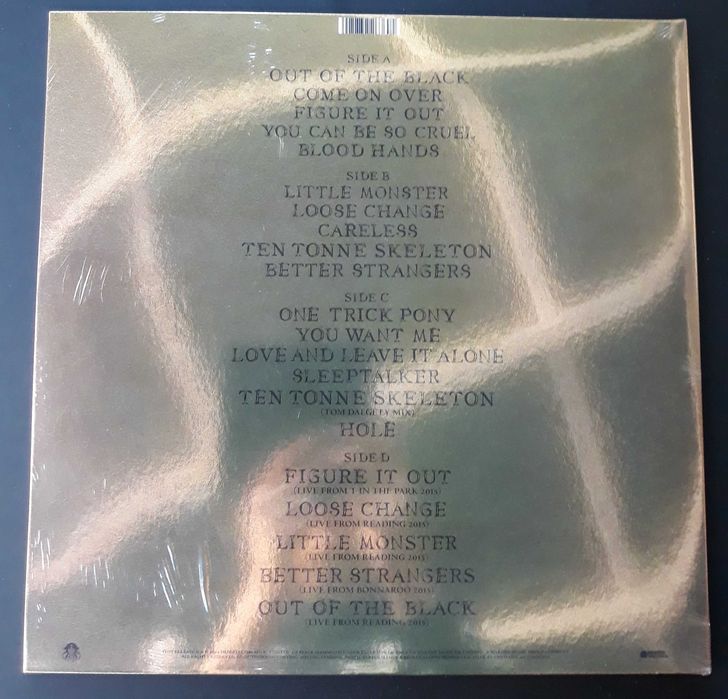 SIDE A
OUT OF THE BLACK
COME ON OVER
FIGURE IT OUT
YOU CAN BE SO CRUEL
BLOOD HANDS
SIDE B
LITTLE MONSTER
LOOSE CHANGE
CARELESS
TEN TONNE SKELETON
BETTER STRANGERS
SIDE C
ONE TRICK PONY
YOU WANT ME
LOVE AND LEAVE IT ALONE
SLEEPTALKER
TEN TONNE SKELETON
(TOM DALGETY MIX)
HOLE
SIDE D
FIGURE IT OUT
(LIVE FROM T IN THE PARK 2015)
LOOSE CHANGE
(LIVE FROM READING 2015)
LITTLE MONSTER
(LIVE FROM READING 2015)
BETTER STRANGERS
(LIVE FROM BONNAROO 2015)
OUT OF THE BLACK
(LIVE FROM READING 2015)